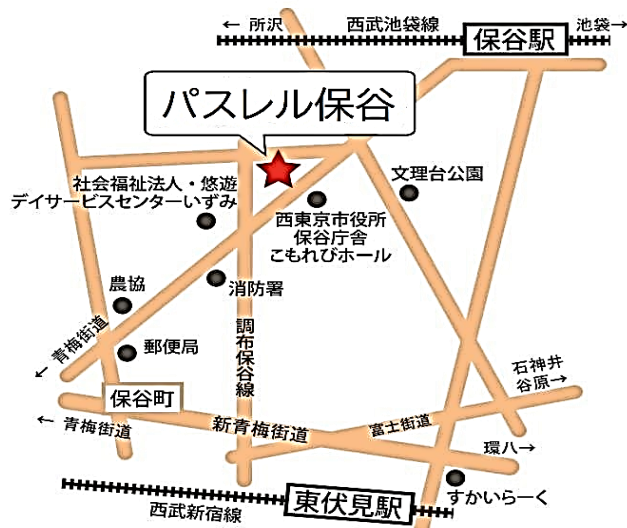 ← 所沢
西武池袋線
保谷駅
池袋→
パスレル保谷
社会福祉法人・悠遊
デイサービスセンターいずみ
文理台公園
西東京市役所
保谷庁舎
こもれびホール
農協
消防署
← 青梅街道
郵便局
調布保谷線
石神井
谷原→
保谷町
← 青梅街道
新青梅街道
富士街道
環八→
西武新宿線
東伏見駅
すかいらーく